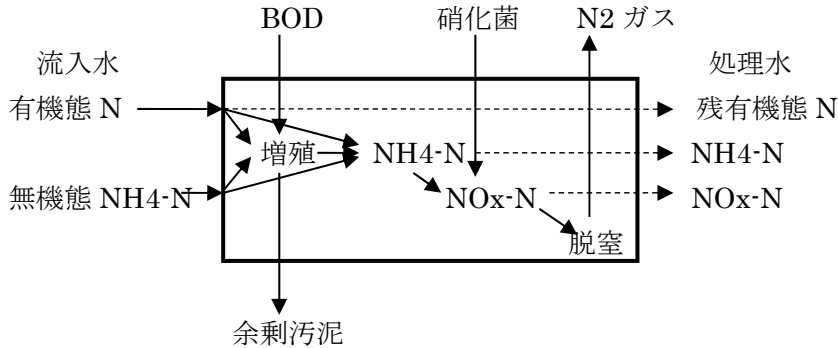 BOD 硝化菌 N2 ガス
流入水 処理水
有機態 N 残有機態 N
増殖 NH4-N NH4-N
無機態 NH4-N NOx-N NOx-N
脱窒
余剰汚泥